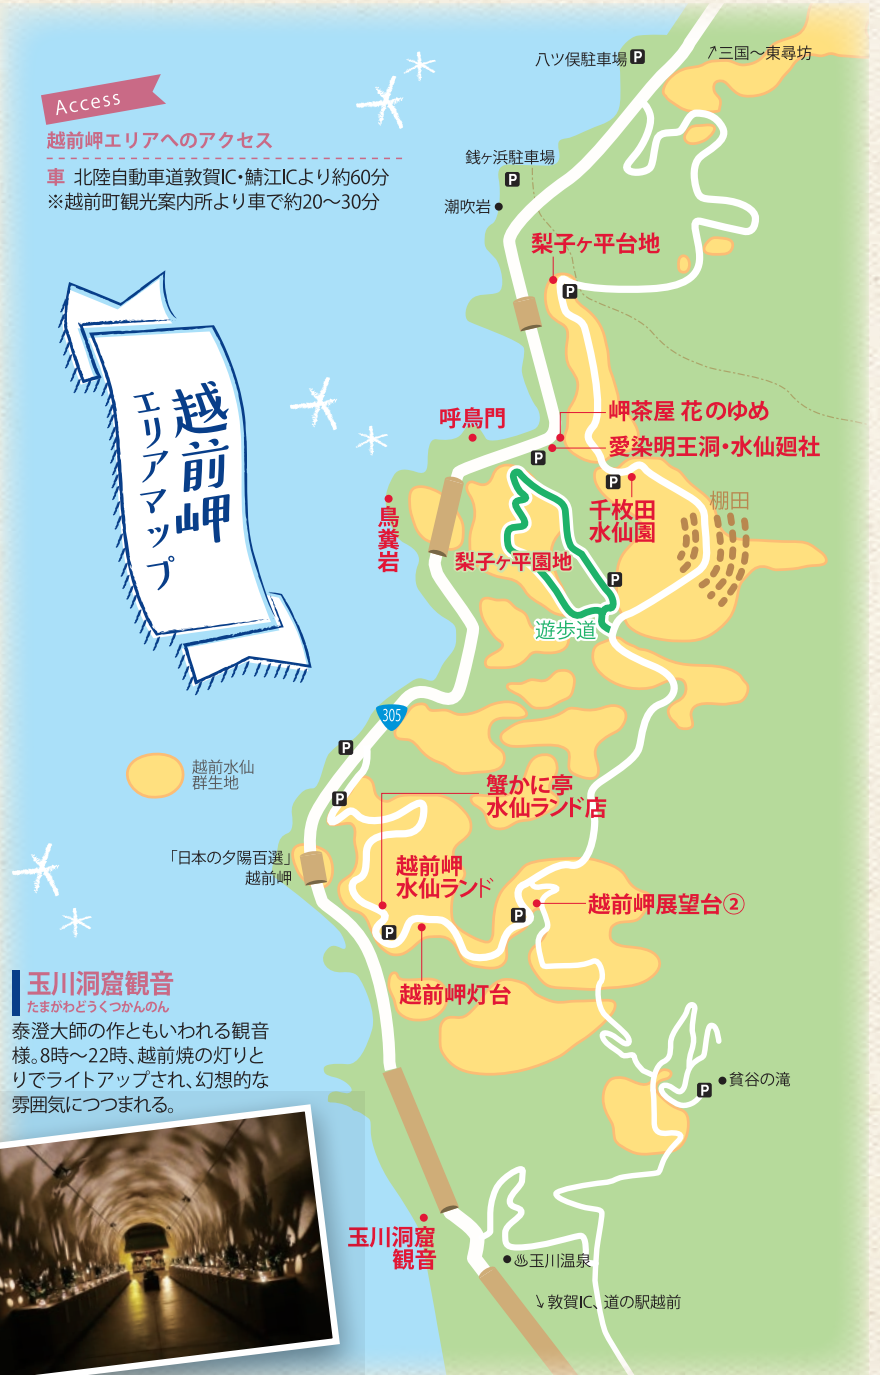 Access
越前岬エリアへのアクセス
車 北陸自動車道敦賀IC・鯖江ICより約60分
※越前町観光案内所より車で約20〜30分
越前岬
エリアマップ
八ツ俣駐車場 P
↗三国〜東尋坊
銭ヶ浜駐車場
P
潮吹岩
梨子ヶ平台地
P
呼鳥門
岬茶屋 花のゆめ
愛染明王洞・水仙廻社
P
P
千枚田
水仙園
棚田
鳥糞岩
梨子ヶ平園地
P
遊歩道
305
P
P
越前水仙
群生地
蟹かに亭
水仙ランド店
「日本の夕陽百選」
越前岬
越前岬
水仙ランド
越前岬展望台②
P
P
越前岬灯台
玉川洞窟観音
たまがわどうくつかんのん
泰澄大師の作ともいわれる観音
様。8時〜22時、越前焼の灯りと
りでライトアップされ、幻想的な
雰囲気につつまれる。
貧谷の滝
P
玉川洞窟
観音
♨玉川温泉
↘敦賀IC、道の駅越前